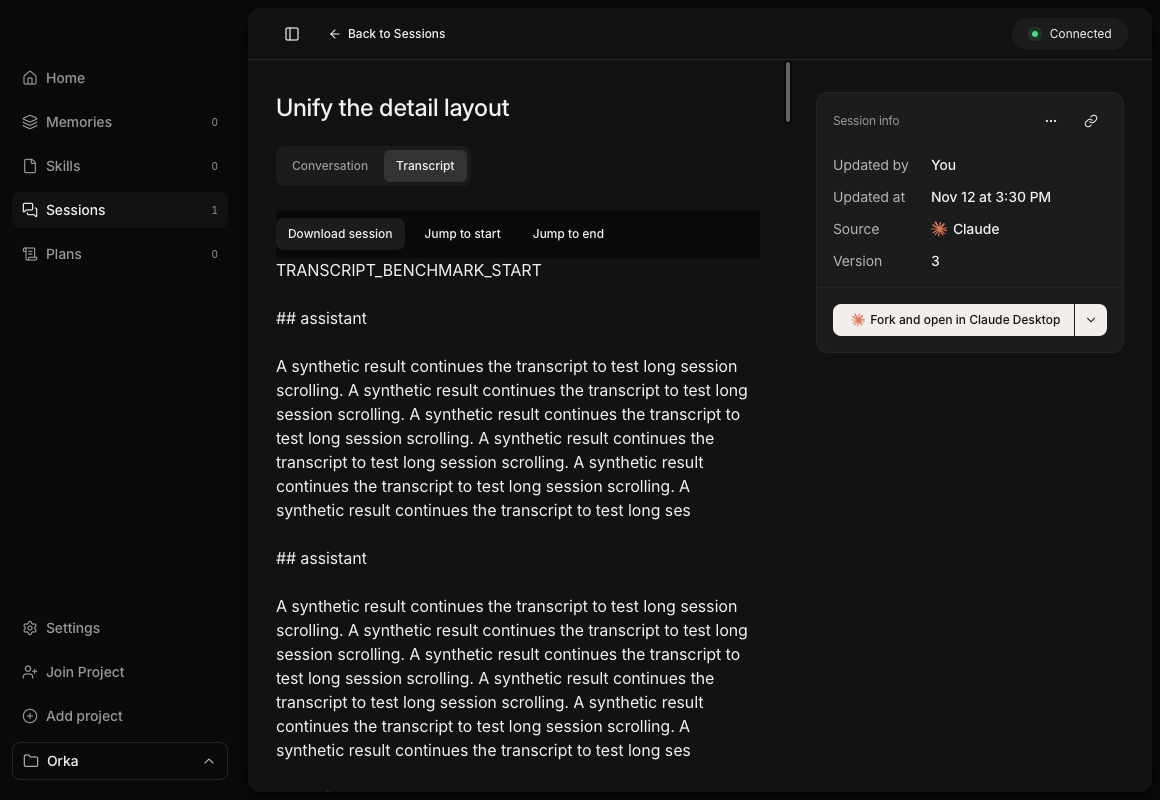 Back to Sessions
Connected
Home
Memories 0
Skills 0
Sessions 1
Plans 0
Settings
Join Project
Add project
Orka
Unify the detail layout
Conversation Transcript
Download session Jump to start Jump to end
TRANSCRIPT_BENCHMARK_START
## assistant
A synthetic result continues the transcript to test long session
scrolling. A synthetic result continues the transcript to test long
session scrolling. A synthetic result continues the transcript to
test long session scrolling. A synthetic result continues the
transcript to test long session scrolling. A synthetic result
continues the transcript to test long session scrolling. A
synthetic result continues the transcript to test long ses
## assistant
A synthetic result continues the transcript to test long session
scrolling. A synthetic result continues the transcript to test long
session scrolling. A synthetic result continues the transcript to
test long session scrolling. A synthetic result continues the
transcript to test long session scrolling. A synthetic result
continues the transcript to test long session scrolling. A
synthetic result continues the transcript to test long ses
Session info
Updated by You
Updated at Nov 12 at 3:30 PM
Source Claude
Version 3
Fork and open in Claude Desktop